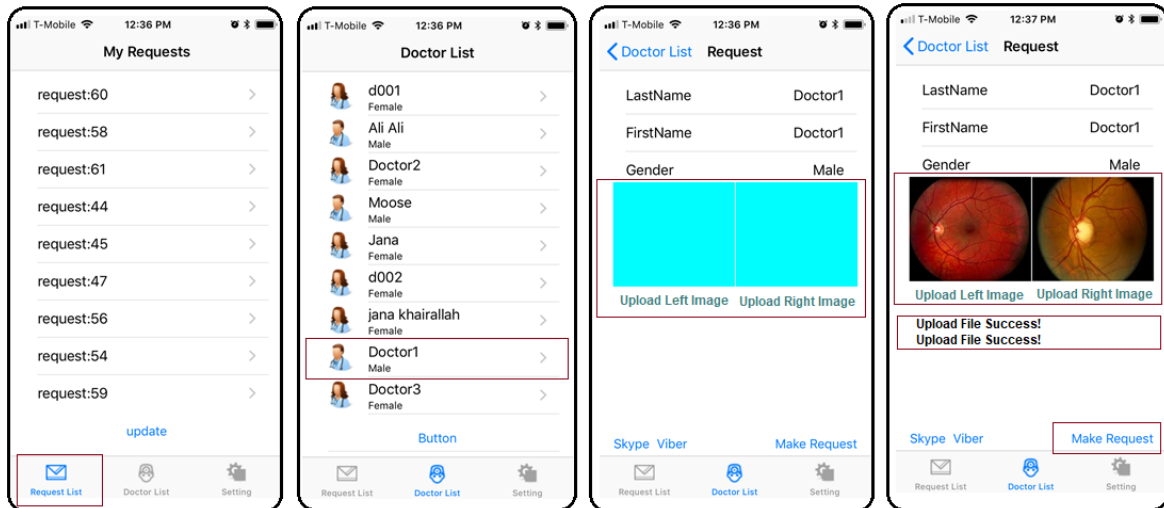 T-Mobile 12:36 PM
My Requests
request:60
request:58
request:61
request:44
request:45
request:47
request:56
request:54
request:59
update
Request List Doctor List Setting
T-Mobile 12:36 PM
Doctor List
d001
Female
Ali Ali
Male
Doctor2
Female
Moose
Male
Jana
Female
d002
Female
jana khairallah
Female
Doctor1
Male
Doctor3
Female
Button
Request List Doctor List Setting
T-Mobile 12:36 PM
Doctor List Request
LastName Doctor1
FirstName Doctor1
Gender Male
Upload Left Image Upload Right Image
Skype Viber Make Request
Request List Doctor List Setting
T-Mobile 12:37 PM
Doctor List Request
LastName Doctor1
FirstName Doctor1
Gender Male
Upload Left Image Upload Right Image
Upload File Success!
Upload File Success!
Skype Viber Make Request
Request List Doctor List Setting